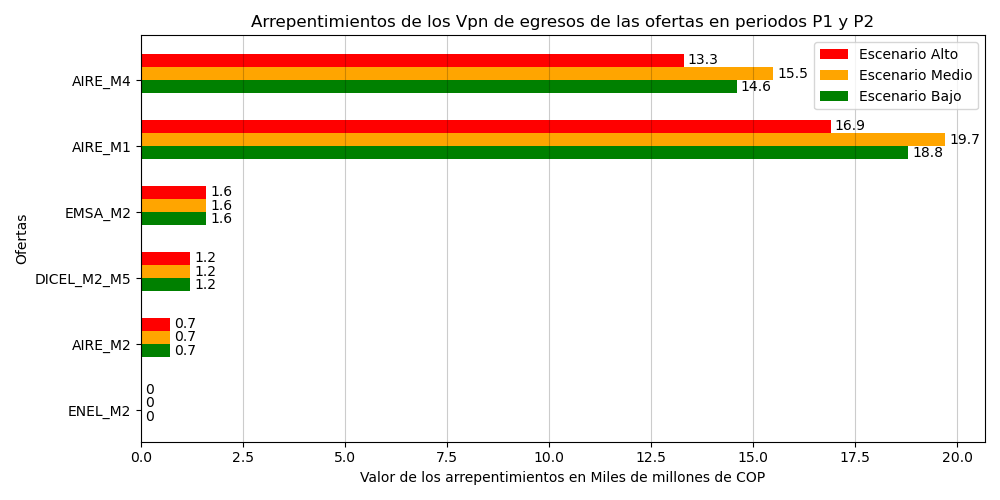 Arrepentimientos de los Vpn de egresos de las ofertas en periodos P1 y P2
Escenario Alto
Escenario Medio
Escenario Bajo
Ofertas
AIRE_M4
13.3
15.5
14.6
AIRE_M1
16.9
19.7
18.8
EMSA_M2
1.6
1.6
1.6
DICEL_M2_M5
1.2
1.2
1.2
AIRE_M2
0.7
0.7
0.7
ENEL_M2
0
0
0
0.0 2.5 5.0 7.5 10.0 12.5 15.0 17.5 20.0
Valor de los arrepentimientos en Miles de millones de COP